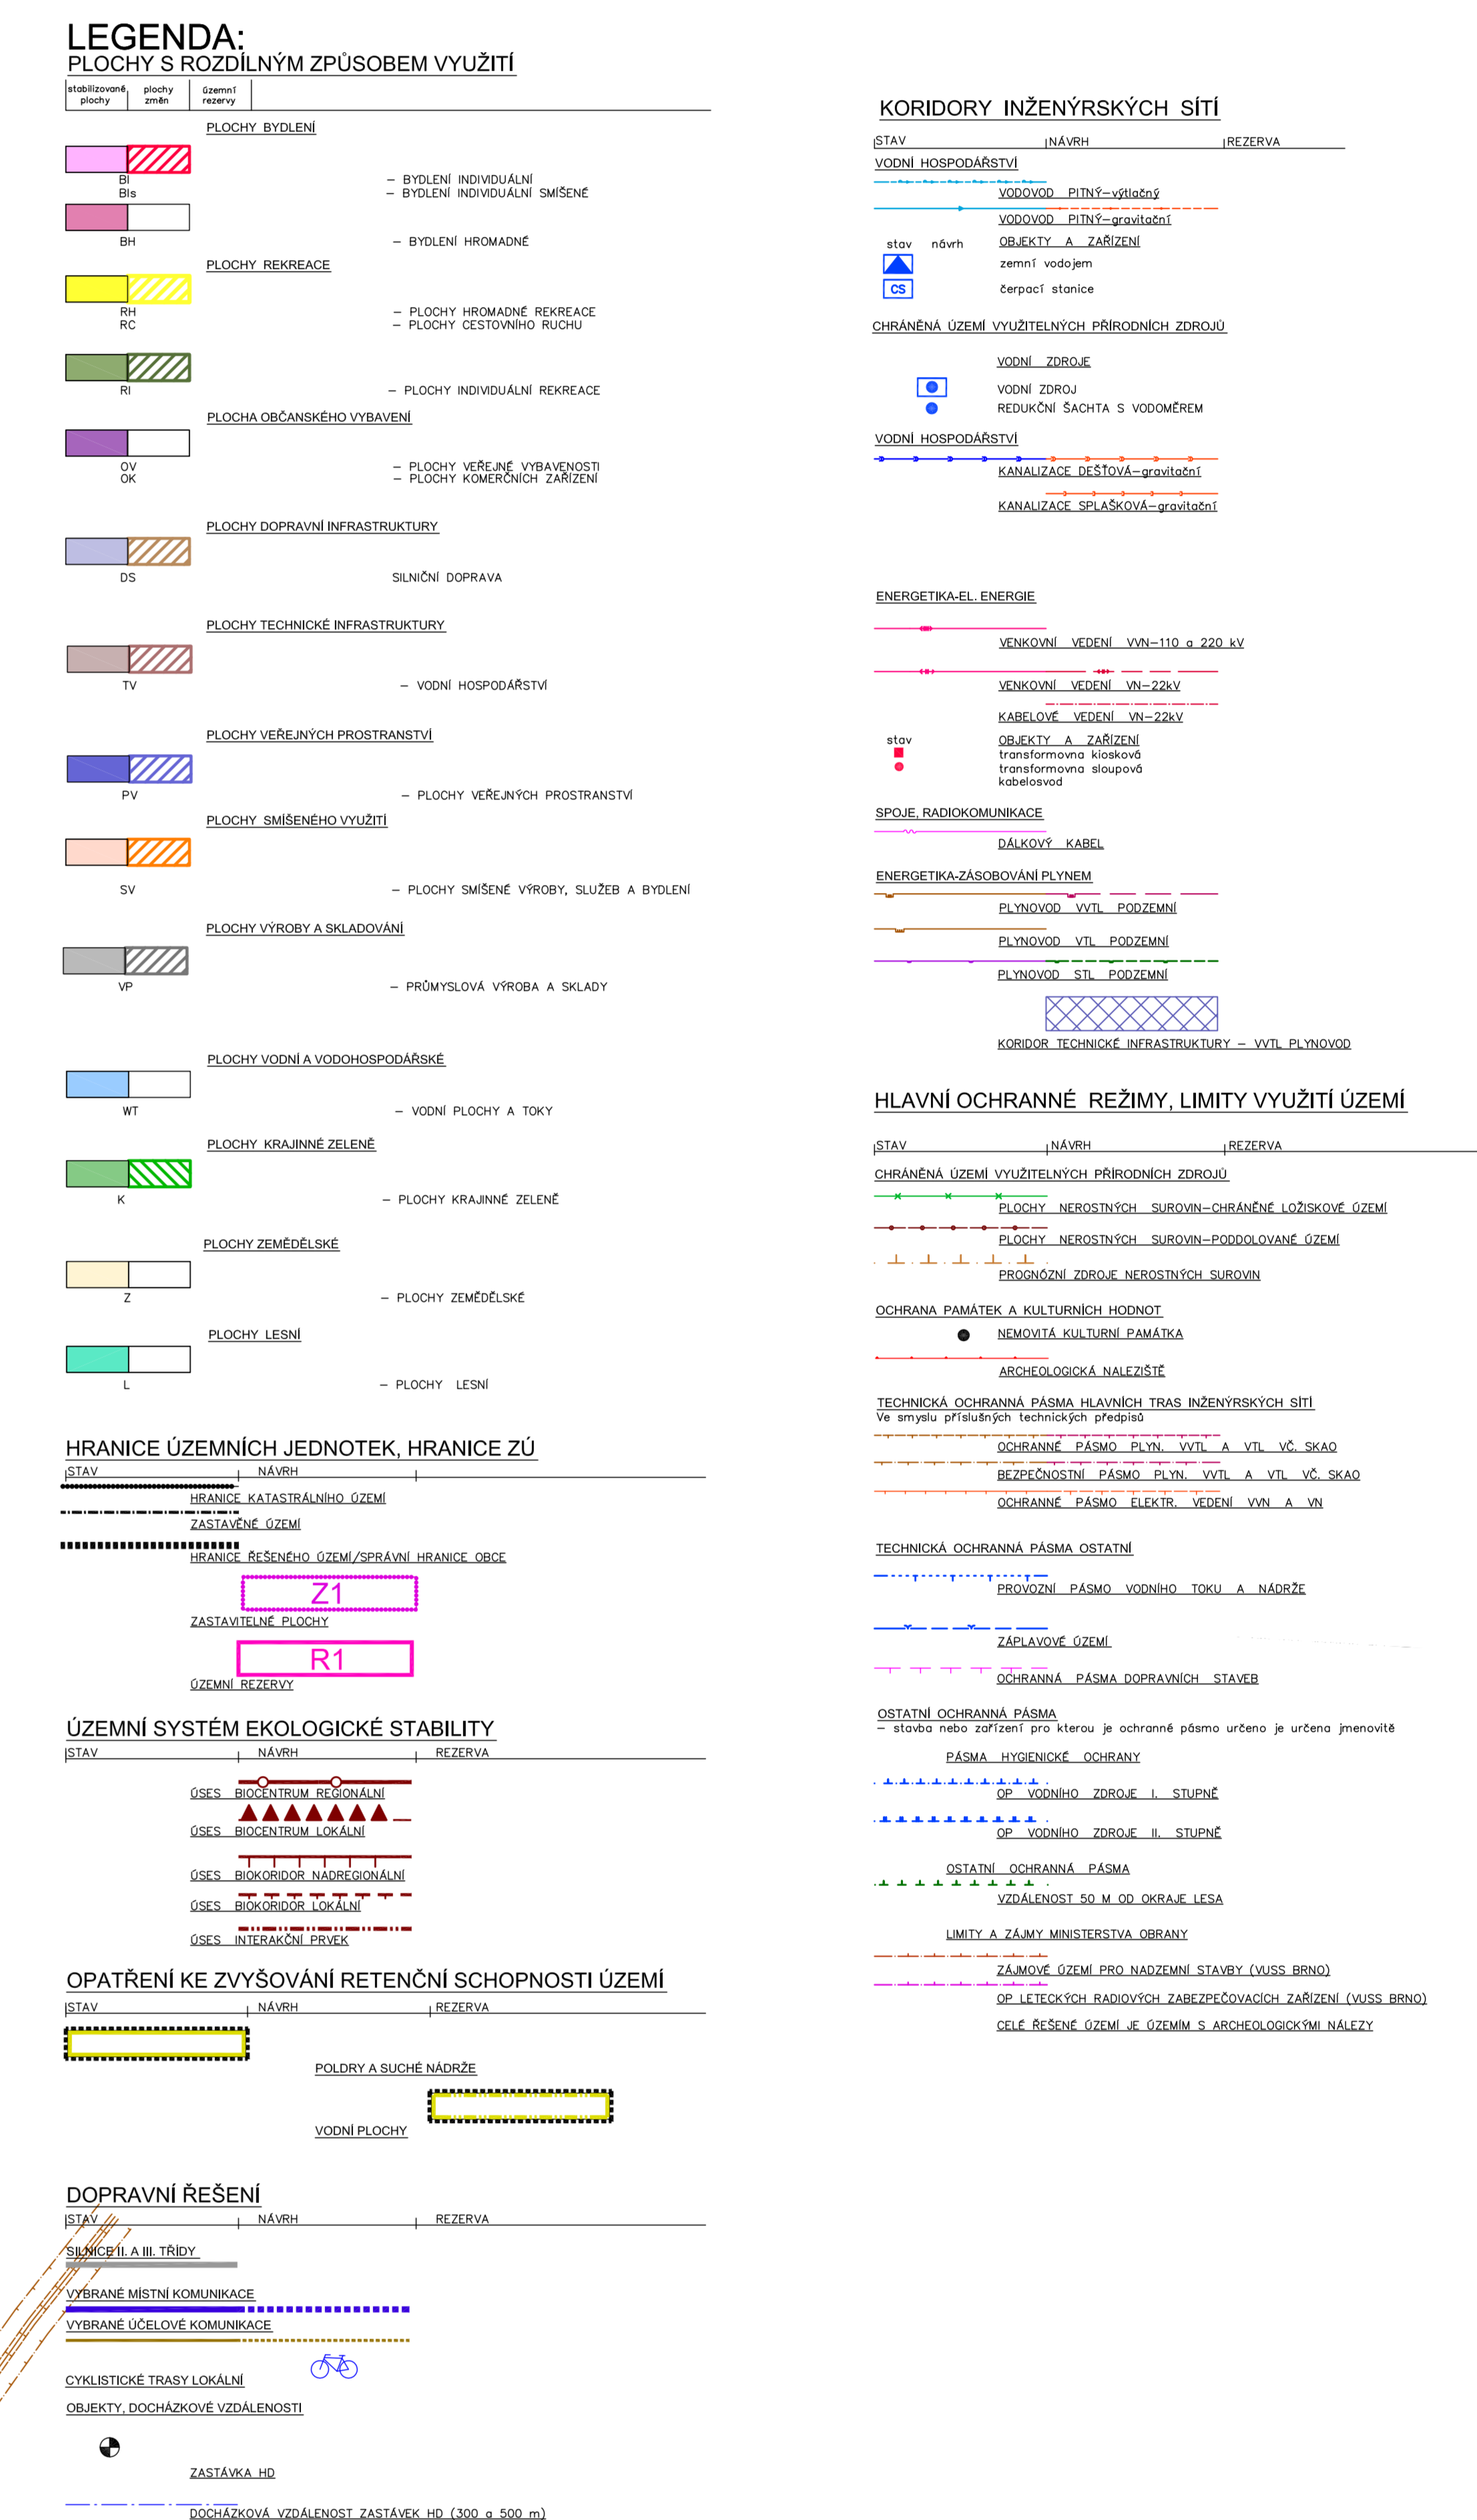 LEGENDA:
PLOCHY S ROZDÍLNÝM ZPŮSOBEM VYUŽITÍ
stabilizované plochy
plochy změn
územní rezervy
PLOCHY BYDLENÍ
BI – BYDLENÍ INDIVIDUÁLNÍ
BIs – BYDLENÍ INDIVIDUÁLNÍ SMÍŠENÉ
BH – BYDLENÍ HROMADNÉ
PLOCHY REKREACE
RH – PLOCHY HROMADNÉ REKREACE
RC – PLOCHY CESTOVNÍHO RUCHU
RI – PLOCHY INDIVIDUÁLNÍ REKREACE
PLOCHA OBČANSKÉHO VYBAVENÍ
OV – PLOCHY VEŘEJNÉ VYBAVENOSTI
OK – PLOCHY KOMERČNÍCH ZAŘÍZENÍ
PLOCHY DOPRAVNÍ INFRASTRUKTURY
DS SILNIČNÍ DOPRAVA
PLOCHY TECHNICKÉ INFRASTRUKTURY
TV – VODNÍ HOSPODÁŘSTVÍ
PLOCHY VEŘEJNÝCH PROSTRANSTVÍ
PV – PLOCHY VEŘEJNÝCH PROSTRANSTVÍ
PLOCHY SMÍŠENÉHO VYUŽITÍ
SV – PLOCHY SMÍŠENÉ VÝROBY, SLUŽEB A BYDLENÍ
PLOCHY VÝROBY A SKLADOVÁNÍ
VP – PRŮMYSLOVÁ VÝROBA A SKLADY
PLOCHY VODNÍ A VODOHOSPODÁŘSKÉ
WT – VODNÍ PLOCHY A TOKY
PLOCHY KRAJINNÉ ZELENĚ
K – PLOCHY KRAJINNÉ ZELENĚ
PLOCHY ZEMĚDĚLSKÉ
Z – PLOCHY ZEMĚDĚLSKÉ
PLOCHY LESNÍ
L – PLOCHY LESNÍ
HRANICE ÚZEMNÍCH JEDNOTEK, HRANICE ZÚ
STAV NÁVRH
HRANICE KATASTRÁLNÍHO ÚZEMÍ
ZASTAVĚNÉ ÚZEMÍ
HRANICE ŘEŠENÉHO ÚZEMÍ/SPRÁVNÍ HRANICE OBCE
Z1
ZASTAVITELNÉ PLOCHY
R1
ÚZEMNÍ REZERVY
ÚZEMNÍ SYSTÉM EKOLOGICKÉ STABILITY
STAV NÁVRH REZERVA
ÚSES BIOCENTRUM REGIONÁLNÍ
ÚSES BIOCENTRUM LOKÁLNÍ
ÚSES BIOKORIDOR NADREGIONÁLNÍ
ÚSES BIOKORIDOR LOKÁLNÍ
ÚSES INTERAKČNÍ PRVEK
OPATŘENÍ KE ZVYŠOVÁNÍ RETENČNÍ SCHOPNOSTI ÚZEMÍ
STAV NÁVRH REZERVA
POLDRY A SUCHÉ NÁDRŽE
VODNÍ PLOCHY
DOPRAVNÍ ŘEŠENÍ
STAV NÁVRH REZERVA
SILNICE II. A III. TŘÍDY
VYBRANÉ MÍSTNÍ KOMUNIKACE
VYBRANÉ ÚČELOVÉ KOMUNIKACE
CYKLISTICKÉ TRASY LOKÁLNÍ
OBJEKTY, DOCHÁZKOVÉ VZDÁLENOSTI
ZASTÁVKA HD
DOCHÁZKOVÁ VZDÁLENOST ZASTÁVEK HD (300 a 500 m)
KORIDORY INŽENÝRSKÝCH SÍTÍ
STAV NÁVRH REZERVA
VODNÍ HOSPODÁŘSTVÍ
VODOVOD PITNÝ–výtlačný
VODOVOD PITNÝ–gravitační
stav návrh OBJEKTY A ZAŘÍZENÍ
zemní vodojem
CS čerpací stanice
CHRÁNĚNÁ ÚZEMÍ VYUŽITELNÝCH PŘÍRODNÍCH ZDROJŮ
VODNÍ ZDROJE
VODNÍ ZDROJ
REDUKČNÍ ŠACHTA S VODOMĚREM
VODNÍ HOSPODÁŘSTVÍ
KANALIZACE DEŠŤOVÁ–gravitační
KANALIZACE SPLAŠKOVÁ–gravitační
ENERGETIKA-EL. ENERGIE
VENKOVNÍ VEDENÍ VVN–110 a 220 kV
VENKOVNÍ VEDENÍ VN–22kV
KABELOVÉ VEDENÍ VN–22kV
stav OBJEKTY A ZAŘÍZENÍ
transformovna kiosková
transformovna sloupová
kabelosvod
SPOJE, RADIOKOMUNIKACE
DÁLKOVÝ KABEL
ENERGETIKA-ZÁSOBOVÁNÍ PLYNEM
PLYNOVOD VVTL PODZEMNÍ
PLYNOVOD VTL PODZEMNÍ
PLYNOVOD STL PODZEMNÍ
KORIDOR TECHNICKÉ INFRASTRUKTURY – VVTL PLYNOVOD
HLAVNÍ OCHRANNÉ REŽIMY, LIMITY VYUŽITÍ ÚZEMÍ
STAV NÁVRH REZERVA
CHRÁNĚNÁ ÚZEMÍ VYUŽITELNÝCH PŘÍRODNÍCH ZDROJŮ
PLOCHY NEROSTNÝCH SUROVIN–CHRÁNĚNÉ LOŽISKOVÉ ÚZEMÍ
PLOCHY NEROSTNÝCH SUROVIN–PODDOLOVANÉ ÚZEMÍ
PROGNÓZNÍ ZDROJE NEROSTNÝCH SUROVIN
OCHRANA PAMÁTEK A KULTURNÍCH HODNOT
NEMOVITÁ KULTURNÍ PAMÁTKA
ARCHEOLOGICKÁ NALEZIŠTĚ
TECHNICKÁ OCHRANNÁ PÁSMA HLAVNÍCH TRAS INŽENÝRSKÝCH SÍTÍ
Ve smyslu příslušných technických předpisů
OCHRANNÉ PÁSMO PLYN. VVTL A VTL VČ. SKAO
BEZPEČNOSTNÍ PÁSMO PLYN. VVTL A VTL VČ. SKAO
OCHRANNÉ PÁSMO ELEKTR. VEDENÍ VVN A VN
TECHNICKÁ OCHRANNÁ PÁSMA OSTATNÍ
PROVOZNÍ PÁSMO VODNÍHO TOKU A NÁDRŽE
ZÁPLAVOVÉ ÚZEMÍ
OCHRANNÁ PÁSMA DOPRAVNÍCH STAVEB
OSTATNÍ OCHRANNÁ PÁSMA
– stavba nebo zařízení pro kterou je ochranné pásmo určeno je určena jmenovitě
PÁSMA HYGIENICKÉ OCHRANY
OP VODNÍHO ZDROJE I. STUPNĚ
OP VODNÍHO ZDROJE II. STUPNĚ
OSTATNÍ OCHRANNÁ PÁSMA
VZDÁLENOST 50 M OD OKRAJE LESA
LIMITY A ZÁJMY MINISTERSTVA OBRANY
ZÁJMOVÉ ÚZEMÍ PRO NADZEMNÍ STAVBY (VUSS BRNO)
OP LETECKÝCH RADIOVÝCH ZABEZPEČOVACÍCH ZAŘÍZENÍ (VUSS BRNO)
CELÉ ŘEŠENÉ ÚZEMÍ JE ÚZEMÍM S ARCHEOLOGICKÝMI NÁLEZY